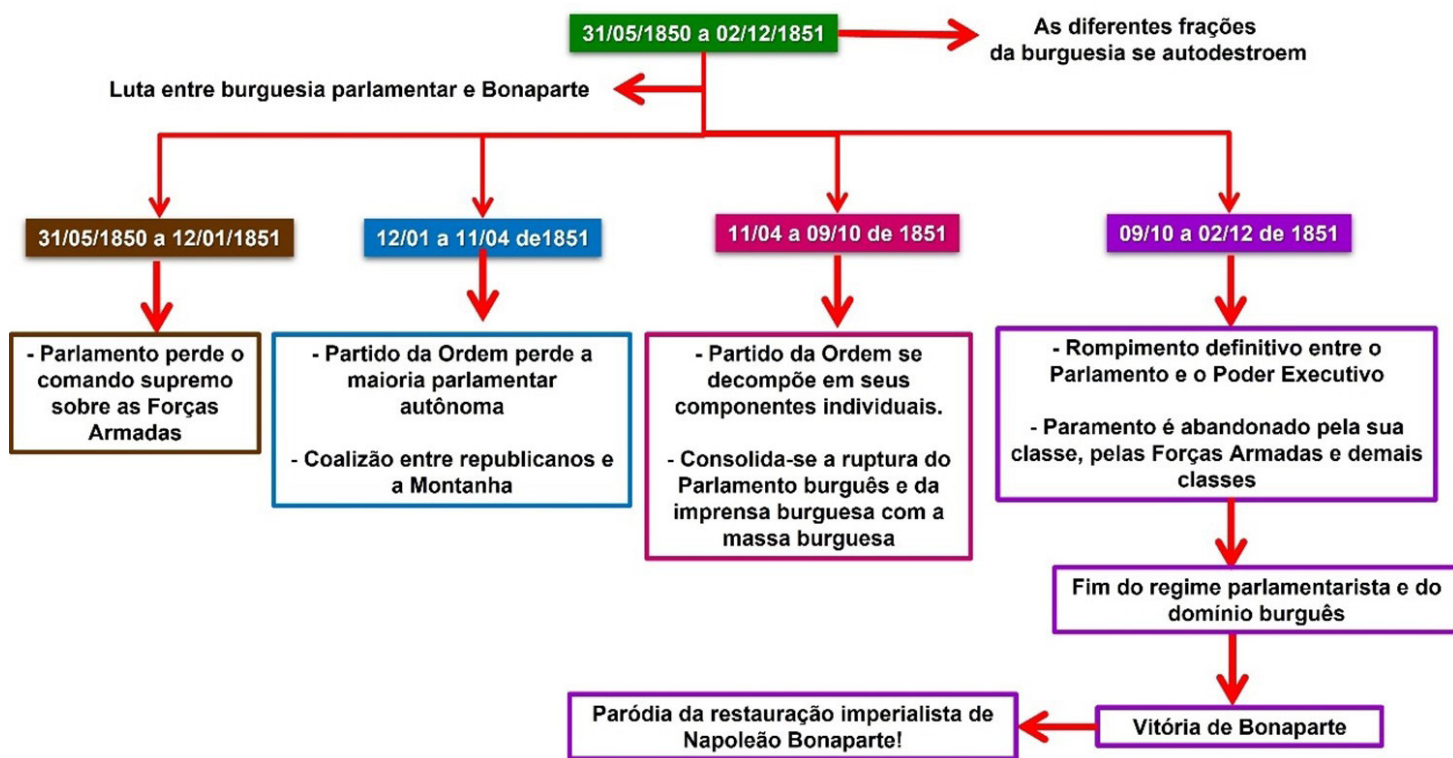 31/05/1850 a 02/12/1851
As diferentes frações
da burguesia se autodestroem
Luta entre burguesia parlamentar e Bonaparte
31/05/1850 a 12/01/1851
12/01 a 11/04 de1851
11/04 a 09/10 de 1851
09/10 a 02/12 de 1851
- Parlamento perde o
comando supremo
sobre as Forças
Armadas
- Partido da Ordem perde a
maioria parlamentar
autônoma
- Coalizão entre republicanos e
a Montanha
- Partido da Ordem se
decompõe em seus
componentes individuais.
- Consolida-se a ruptura do
Parlamento burguês e da
imprensa burguesa com a
massa burguesa
- Rompimento definitivo entre o
Parlamento e o Poder Executivo
- Paramento é abandonado pela sua
classe, pelas Forças Armadas e demais
classes
Fim do regime parlamentarista e do
domínio burguês
Vitória de Bonaparte
Paródia da restauração imperialista de
Napoleão Bonaparte!